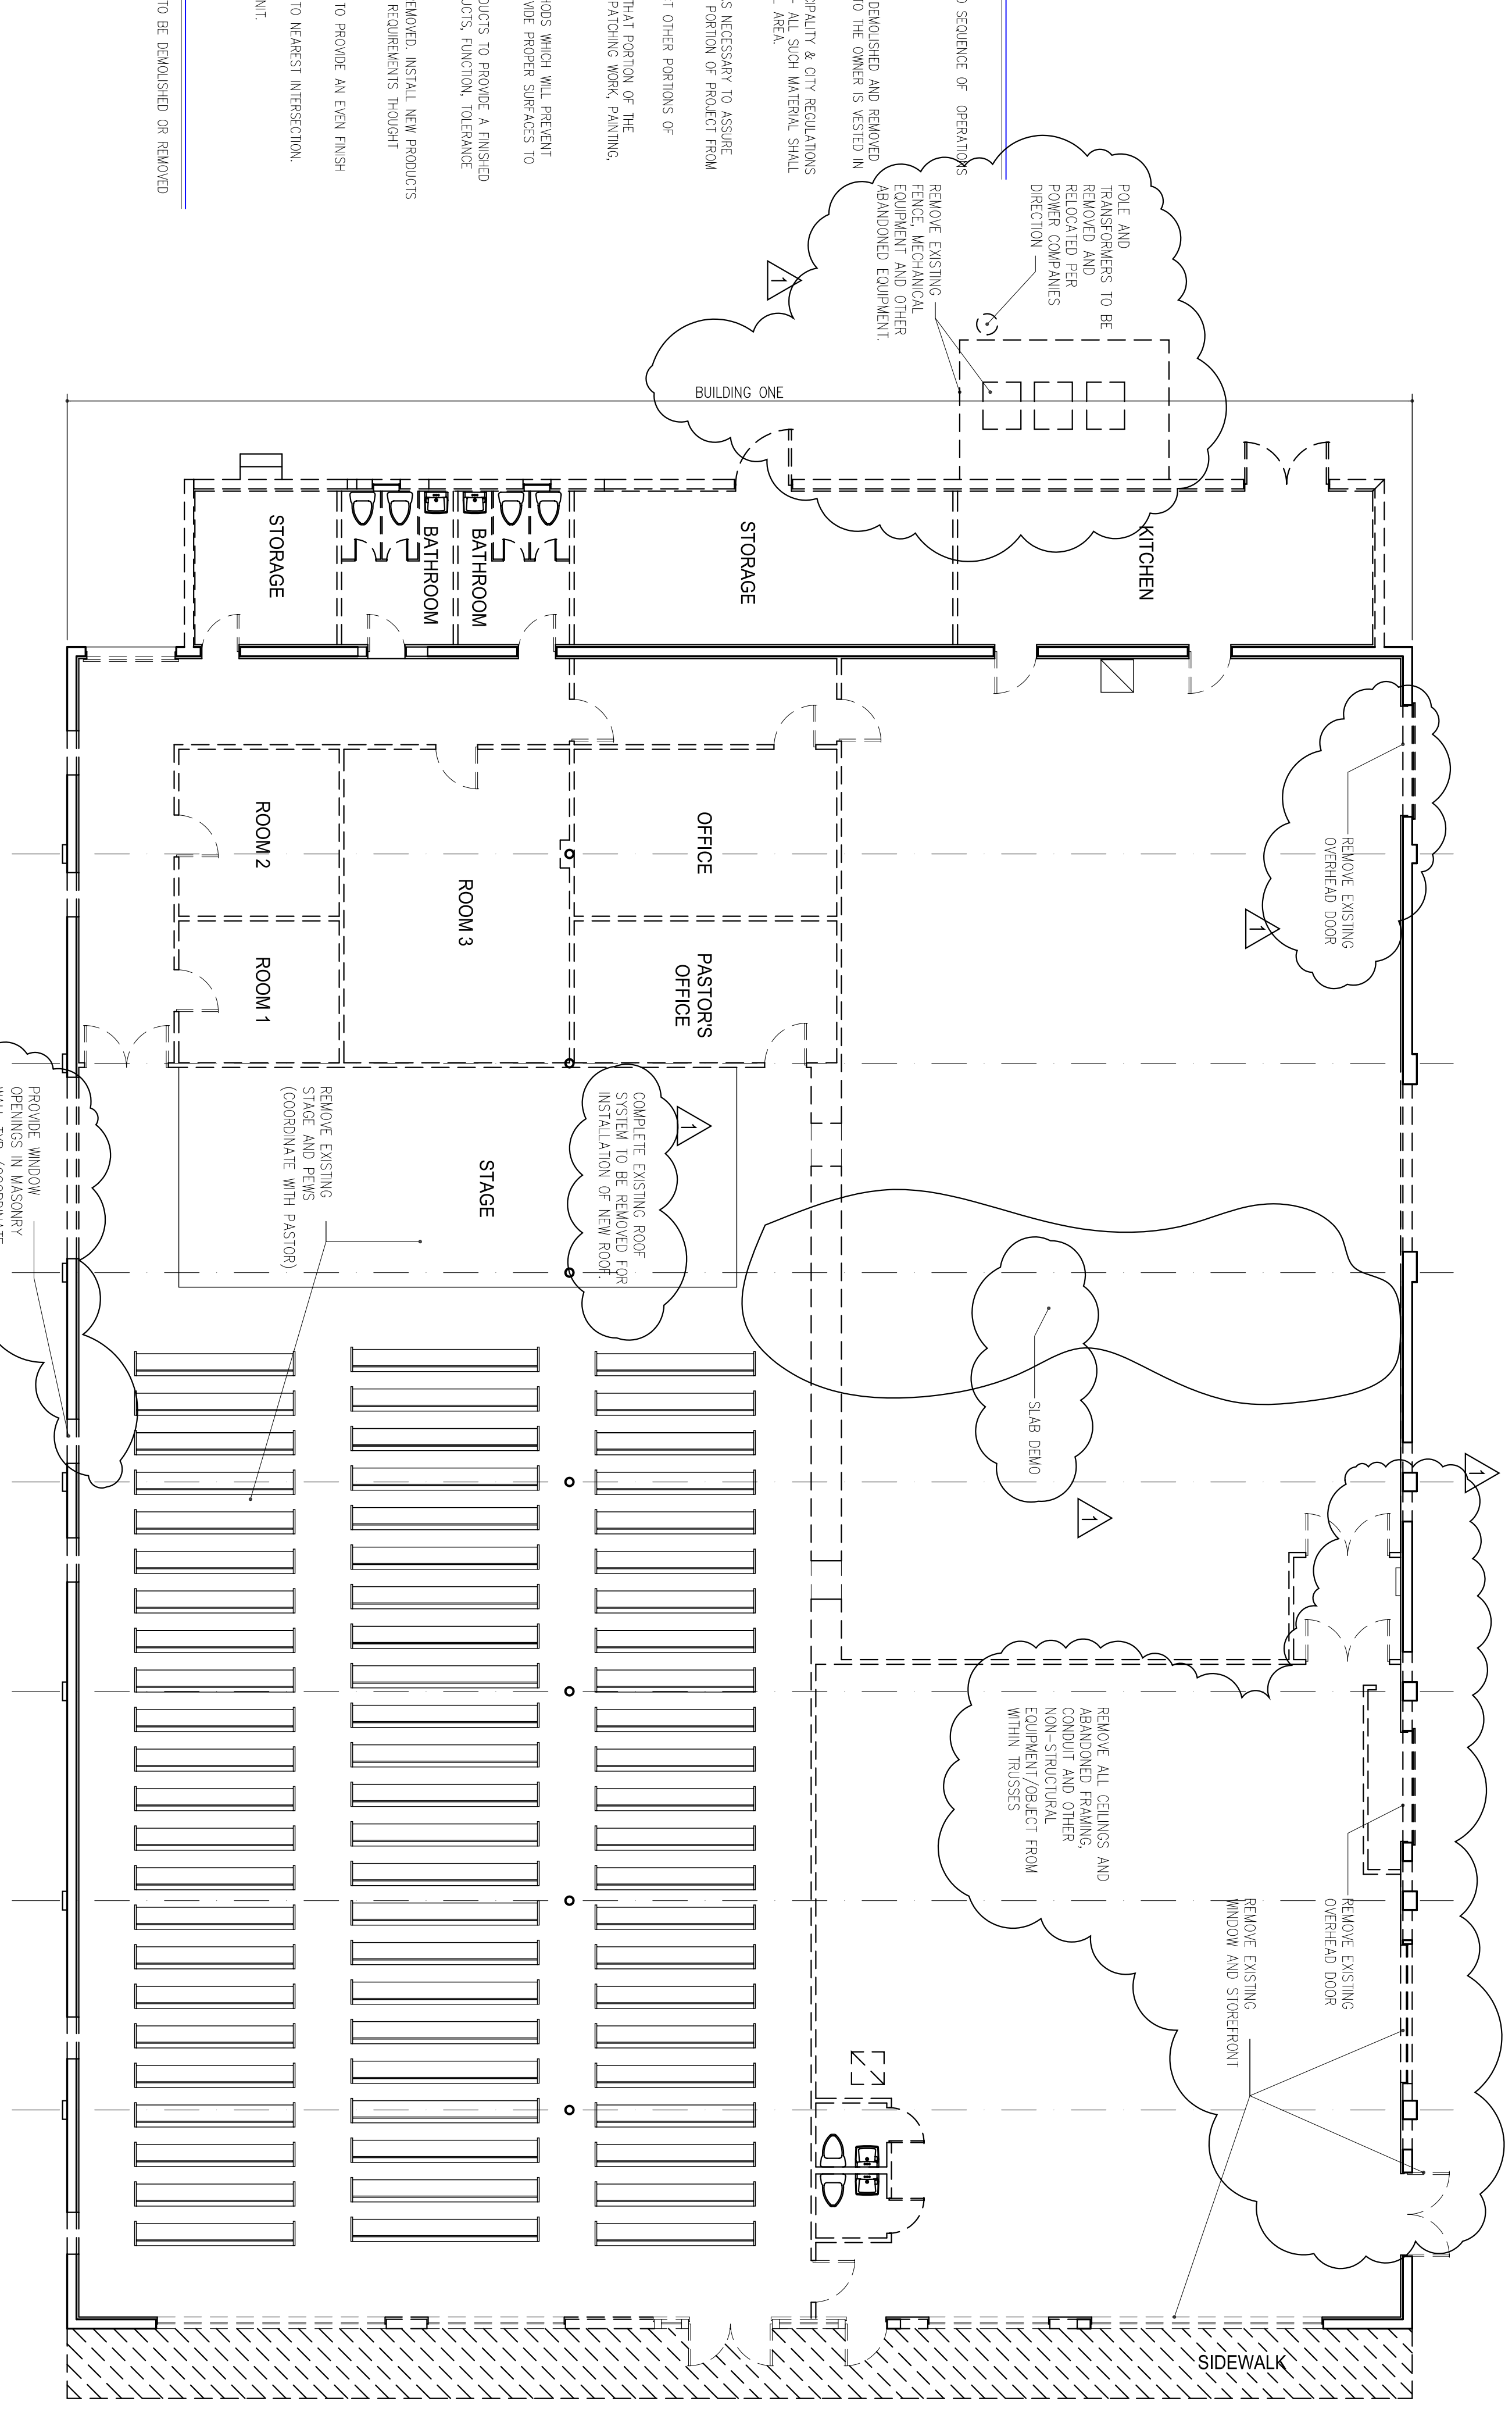 D SEQUENCE OF OPERATIONS
DEMOLISHED AND REMOVED
TO THE OWNER IS VESTED IN
CIPALITY & CITY REGULATIONS
ALL SUCH MATERIAL SHALL
AREA.
AS NECESSARY TO ASSURE
PORTION OF PROJECT FROM
T OTHER PORTIONS OF
THAT PORTION OF THE
PATCHING WORK, PAINTING,
HODS WHICH WILL PREVENT
VIDE PROPER SURFACES TO
DUCTS TO PROVIDE A FINISHED
UCTS, FUNCTION, TOLERANCE
EMOVED. INSTALL NEW PRODUCTS
REQUIREMENTS THOUGHT
TO PROVIDE AN EVEN FINISH
TO NEAREST INTERSECTION.
NIT.
TO BE DEMOLISHED OR REMOVED
POLE AND
TRANSFORMERS TO BE
REMOVED AND
RELOCATED PER
POWER COMPANIES
DIRECTION
REMOVE EXISTING
FENCE, MECHANICAL
EQUIPMENT AND OTHER
ABANDONED EQUIPMENT.
1
BUILDING ONE
KITCHEN
STORAGE
BATHROOM
BATHROOM
STORAGE
REMOVE EXISTING
OVERHEAD DOOR
1
OFFICE
PASTOR'S
OFFICE
ROOM 3
ROOM 2
ROOM 1
COMPLETE EXISTING ROOF
SYSTEM TO BE REMOVED FOR
INSTALLATION OF NEW ROOF.
1
STAGE
REMOVE EXISTING
STAGE AND PEWS
(COORDINATE WITH PASTOR)
PROVIDE WINDOW
OPENINGS IN MASONRY
SLAB DEMO
1
1
REMOVE ALL CEILINGS AND
ABANDONED FRAMING,
CONDUIT AND OTHER
NON-STRUCTURAL
EQUIPMENT/OBJECT FROM
WITHIN TRUSSES
REMOVE EXISTING
OVERHEAD DOOR
REMOVE EXISTING
WINDOW AND STOREFRONT
SIDEWALK